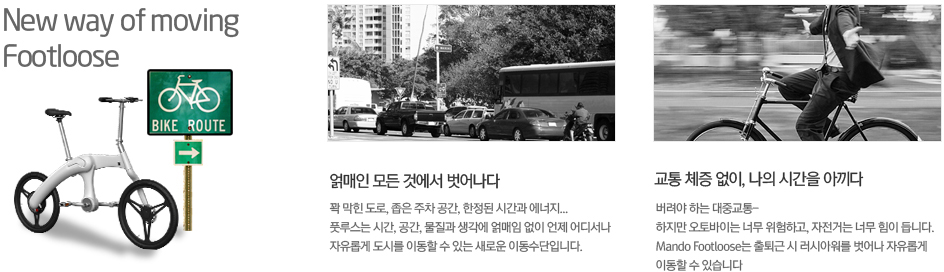 New way of moving
Footloose
BIKE ROUTE
얽매인 모든 것에서 벗어나다
꽉 막힌 도로, 좁은 주차 공간, 한정된 시간과 에너지...
풋루스는 시간, 공간, 물질과 생각에 얽매임 없이 언제 어디서나
자유롭게 도시를 이동할 수 있는 새로운 이동수단입니다.
교통 체증 없이, 나의 시간을 아끼다
버려야 하는 대중교통-
하지만 오토바이는 너무 위험하고, 자전거는 너무 힘이 듭니다.
Mando Footloose는 출퇴근 시 러시아워를 벗어나 자유롭게
이동할 수 있습니다